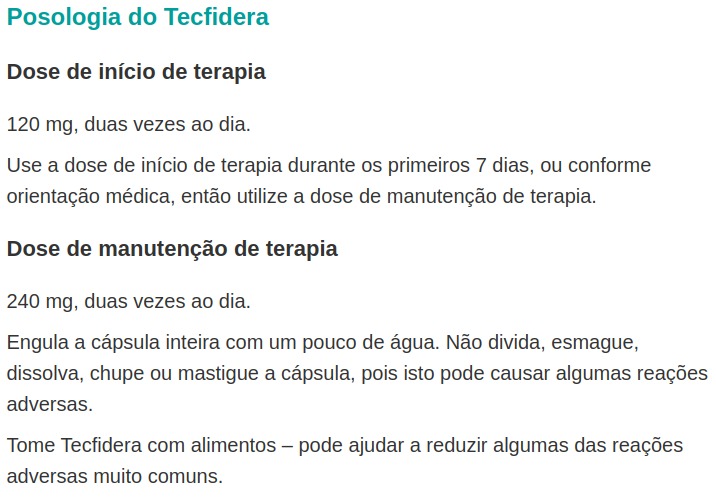 Posologia do Tecfidera
Dose de início de terapia
120 mg, duas vezes ao dia.
Use a dose de início de terapia durante os primeiros 7 dias, ou conforme
orientação médica, então utilize a dose de manutenção de terapia.
Dose de manutenção de terapia
240 mg, duas vezes ao dia.
Engula a cápsula inteira com um pouco de água. Não divida, esmague,
dissolva, chupe ou mastigue a cápsula, pois isto pode causar algumas reações
adversas.
Tome Tecfidera com alimentos – pode ajudar a reduzir algumas das reações
adversas muito comuns.